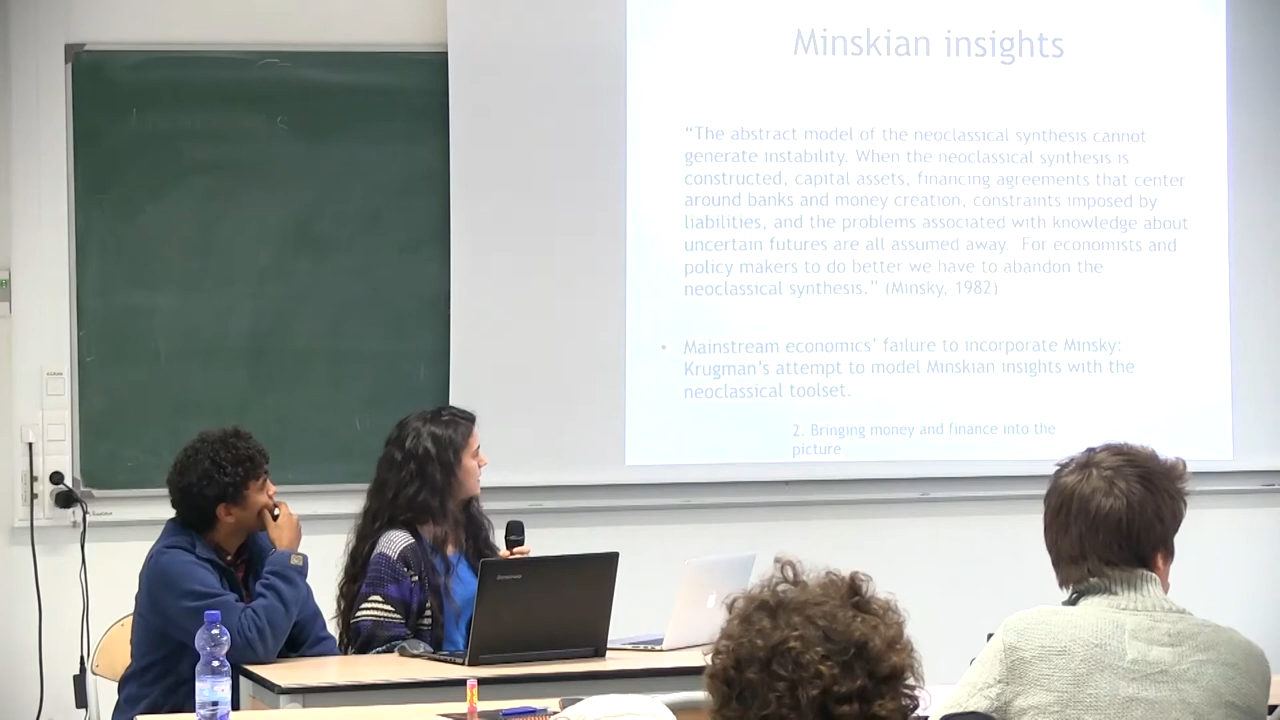 Minskian insights
“The abstract model of the neoclassical synthesis cannot
generate instability. When the neoclassical synthesis is
constructed, capital assets, financing agreements that center
around banks and money creation, constraints imposed by
liabilities, and the problems associated with knowledge about
uncertain futures are all assumed away. For economists and
policy makers to do better we have to abandon the
neoclassical synthesis.” (Minsky, 1982)
• Mainstream economics’ failure to incorporate Minsky:
Krugman’s attempt to model Minskian insights with the
neoclassical toolset.
2. Bringing money and finance into the
picture
lenovo